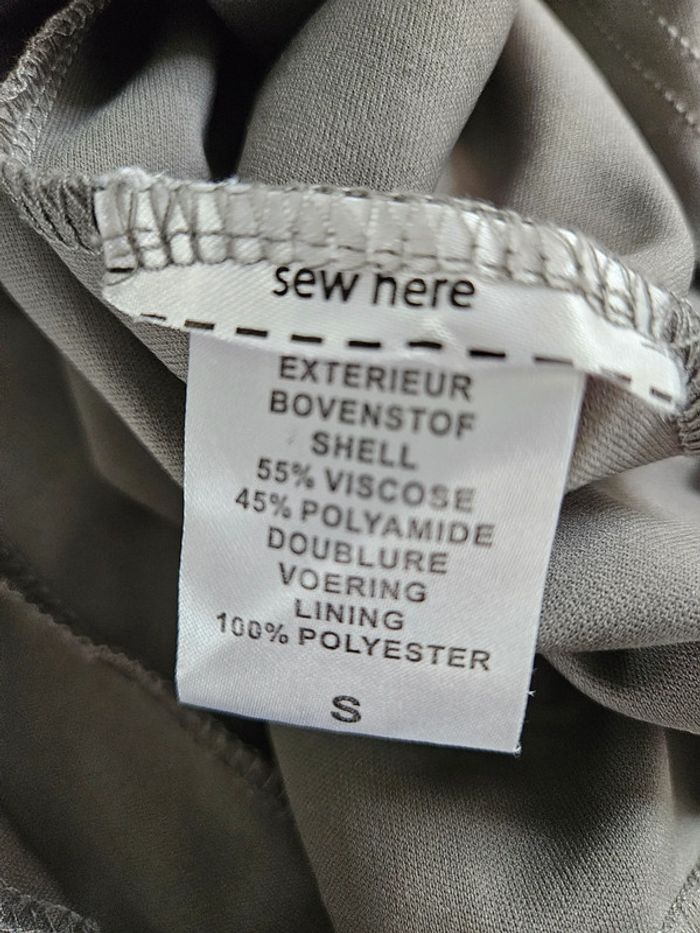 sew here
EXTERIEUR
BOVENSTOF
SHELL
55% VISCOSE
45% POLYAMIDE
DOUBLURE
VOERING
LINING
100% POLYESTER
S